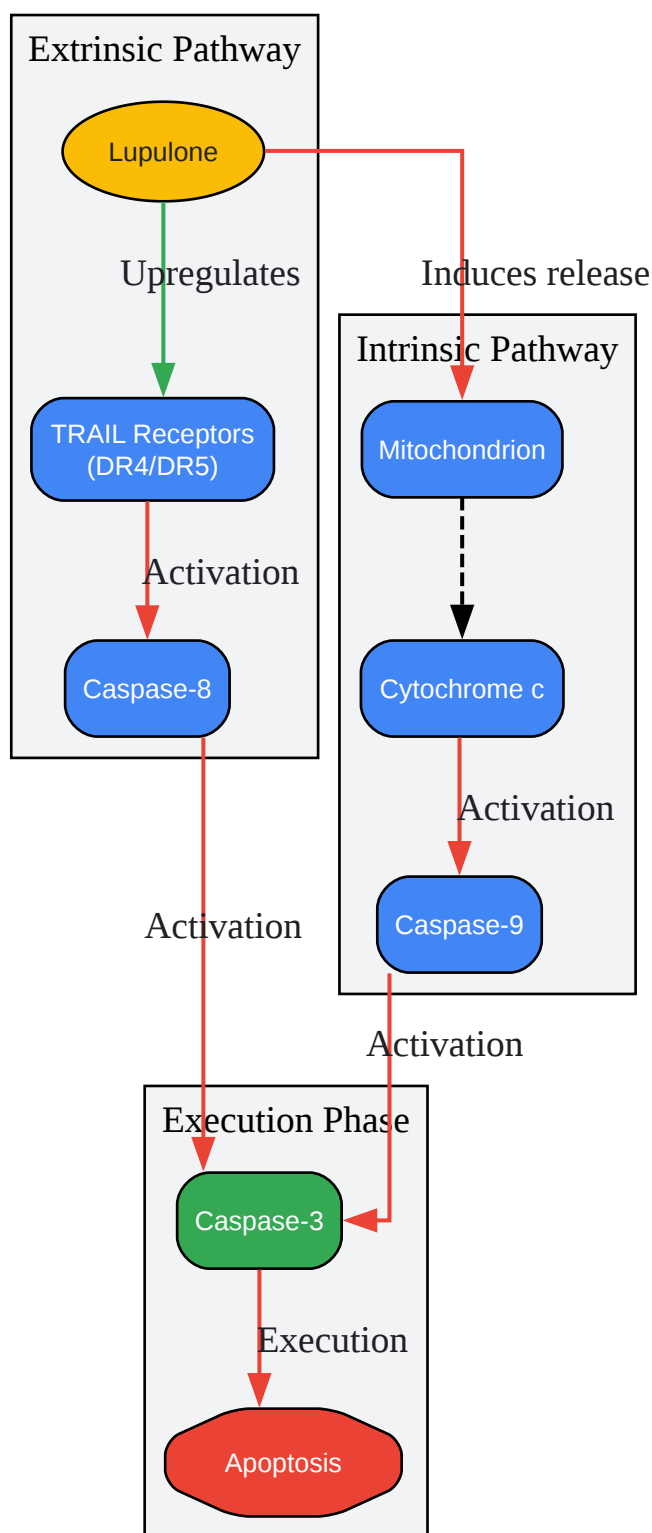 Extrinsic Pathway
Lupulone
Upregulates
Induces release
Intrinsic Pathway
TRAIL Receptors
(DR4/DR5)
Mitochondrion
Activation
Caspase-8
Cytochrome c
Activation
Caspase-9
Activation
Activation
Execution Phase
Caspase-3
Execution
Apoptosis